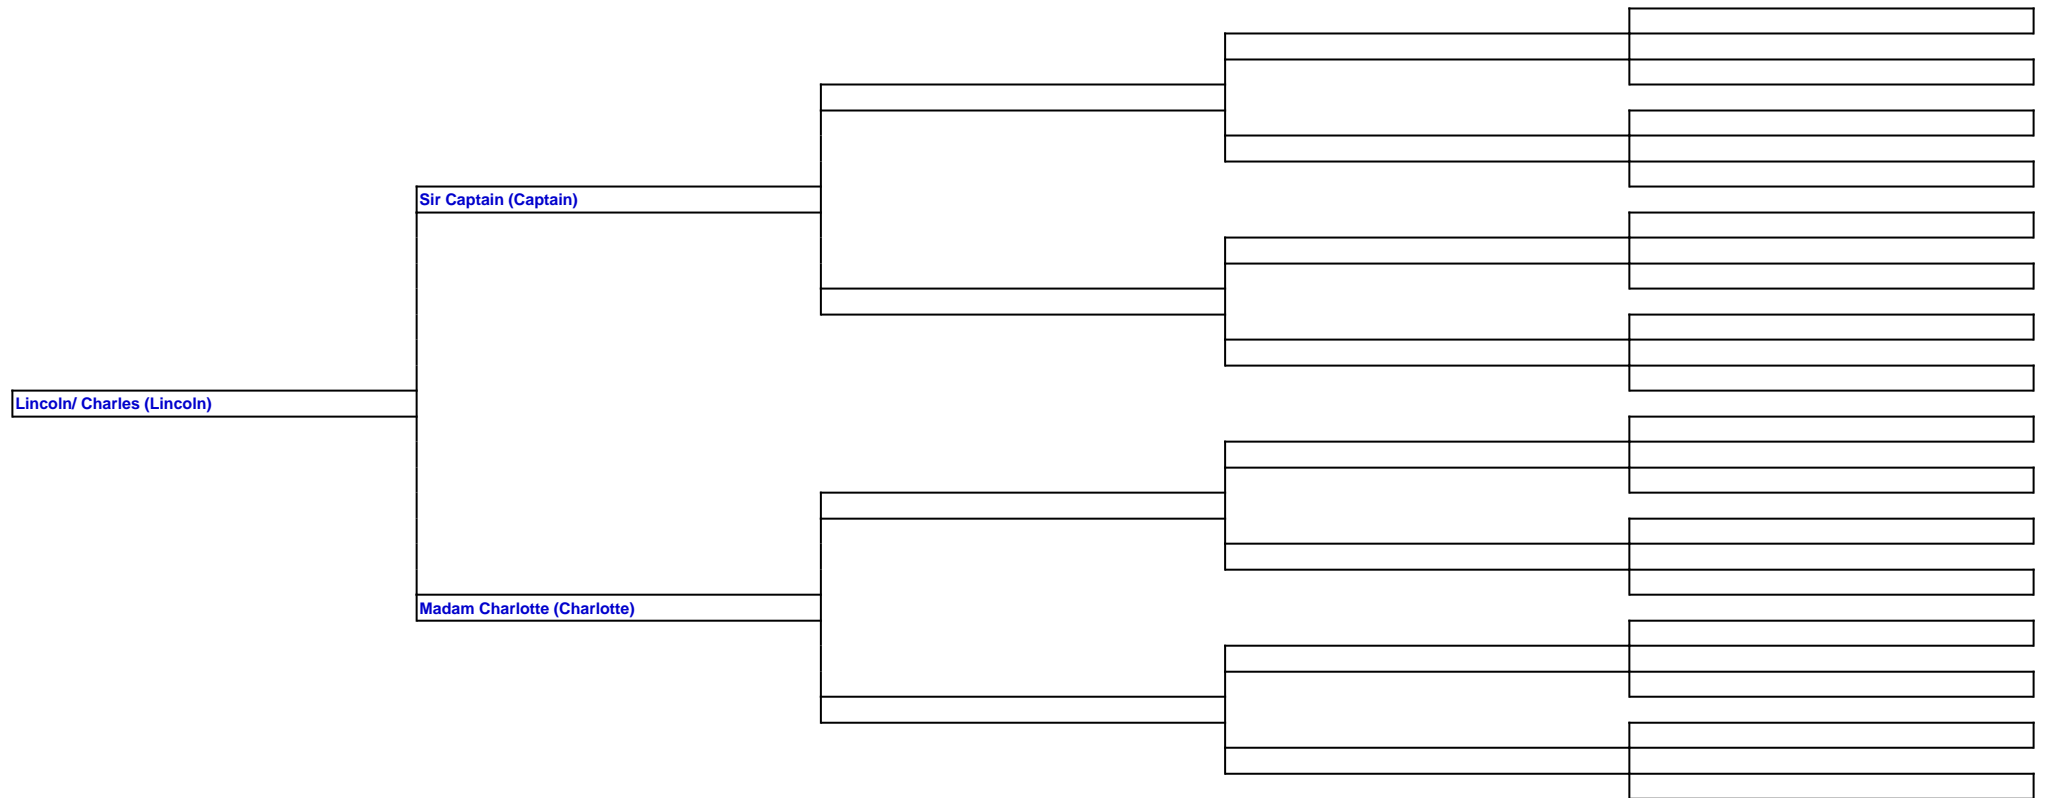 Sir Captain (Captain)
Lincoln/ Charles (Lincoln)
Madam Charlotte (Charlotte)